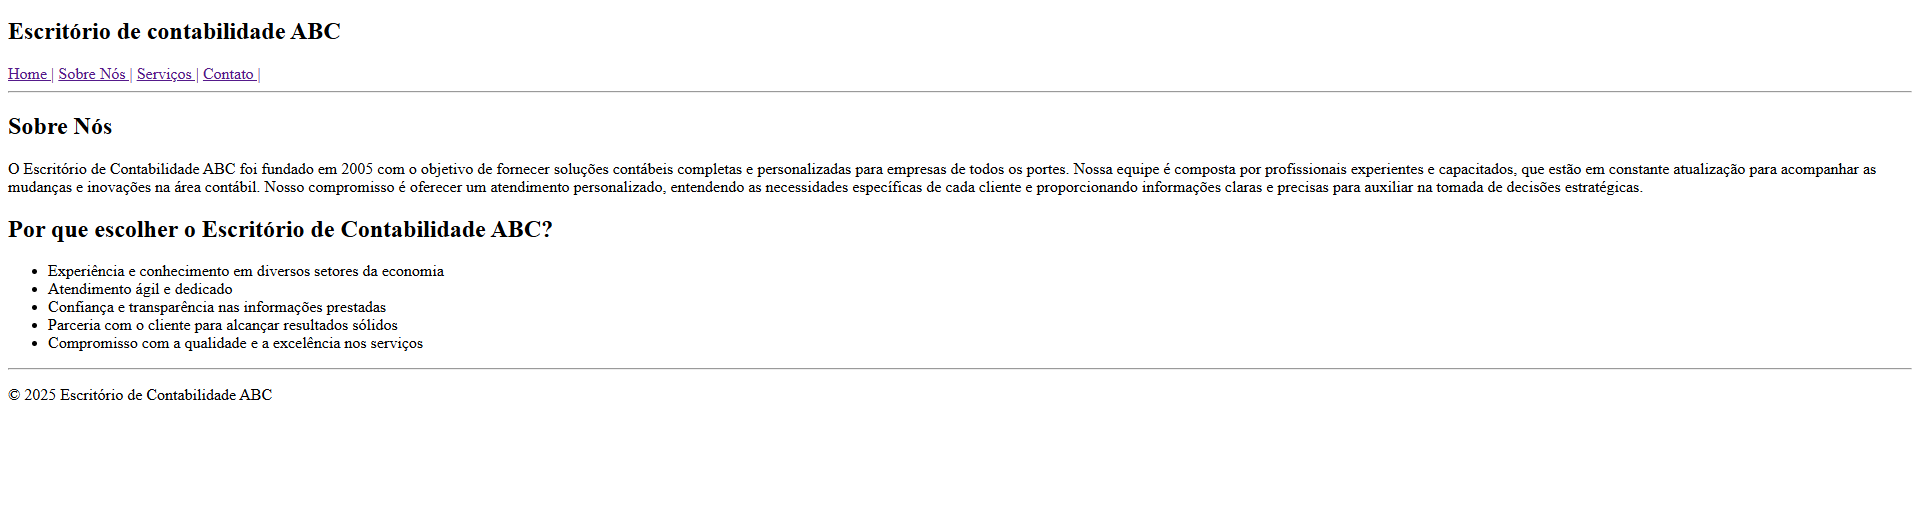 Escritório de contabilidade ABC
Home | Sobre Nós | Serviços | Contato |
Sobre Nós
O Escritório de Contabilidade ABC foi fundado em 2005 com o objetivo de fornecer soluções contábeis completas e personalizadas para empresas de todos os portes. Nossa equipe é composta por profissionais experientes e capacitados, que estão em constante atualização para acompanhar as
mudanças e inovações na área contábil. Nosso compromisso é oferecer um atendimento personalizado, entendendo as necessidades específicas de cada cliente e proporcionando informações claras e precisas para auxiliar na tomada de decisões estratégicas.
Por que escolher o Escritório de Contabilidade ABC?
• Experiência e conhecimento em diversos setores da economia
• Atendimento ágil e dedicado
• Confiança e transparência nas informações prestadas
• Parceria com o cliente para alcançar resultados sólidos
• Compromisso com a qualidade e a excelência nos serviços
© 2025 Escritório de Contabilidade ABC